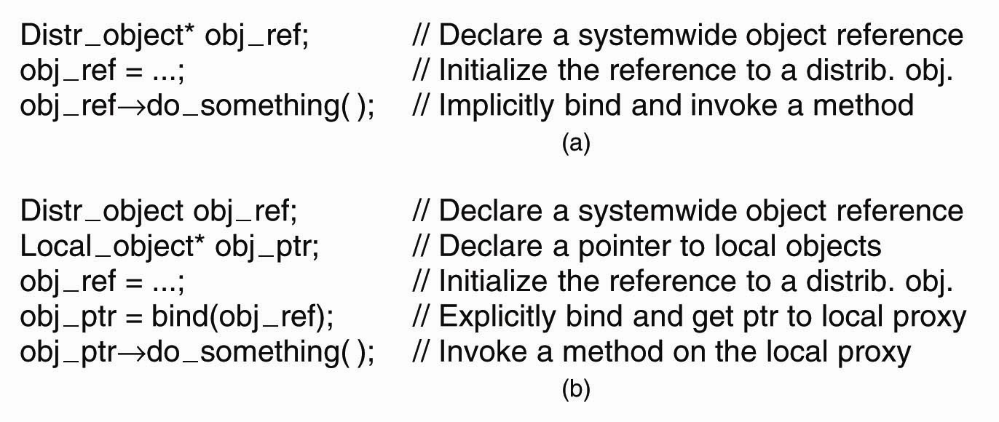 Distr_object* obj_ref; // Declare a systemwide object reference
obj_ref = ...; // Initialize the reference to a distrib. obj.
obj_ref→do_something( ); // Implicitly bind and invoke a method
(a)
Distr_object obj_ref; // Declare a systemwide object reference
Local_object* obj_ptr; // Declare a pointer to local objects
obj_ref = ...; // Initialize the reference to a distrib. obj.
obj_ptr = bind(obj_ref); // Explicitly bind and get ptr to local proxy
obj_ptr→do_something( ); // Invoke a method on the local proxy
(b)